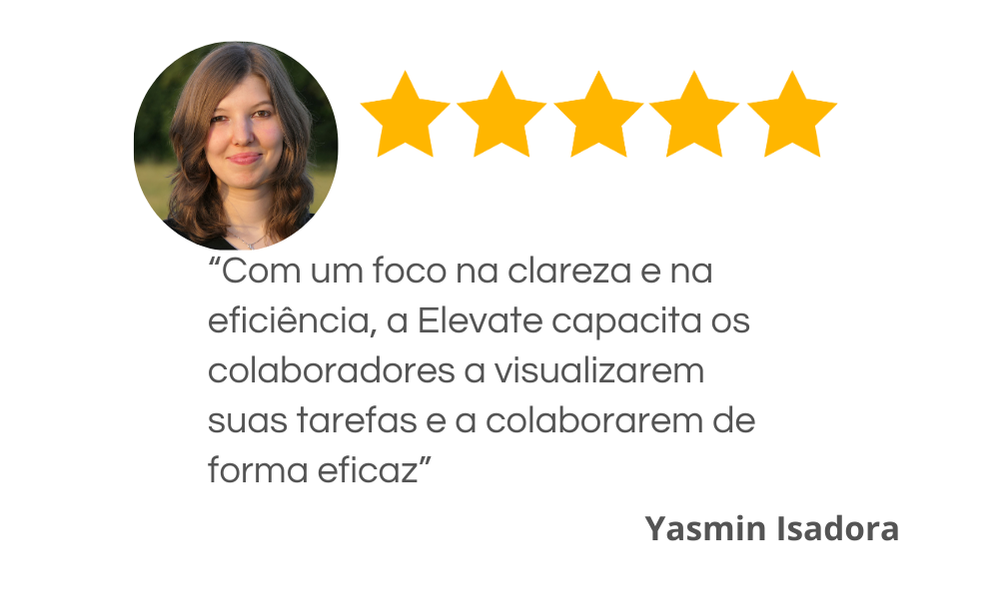 “Com um foco na clareza e na
eficiência, a Elevate capacita os
colaboradores a visualizarem
suas tarefas e a colaborarem de
forma eficaz”
Yasmin Isadora